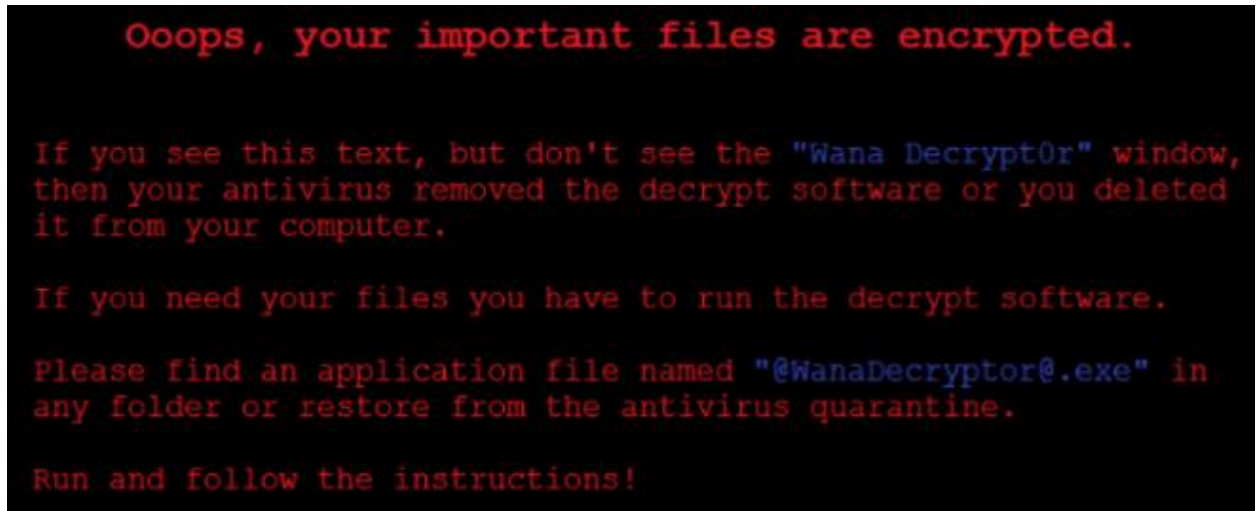 Ooops, your important files are encrypted.
If you see this text, but don't see the "Wana Decrypt0r" window,
then your antivirus removed the decrypt software or you deleted
it from your computer.
If you need your files you have to run the decrypt software.
Please find an application file named "@WanaDecryptor@.exe" in
any folder or restore from the antivirus quarantine.
Run and follow the instructions!